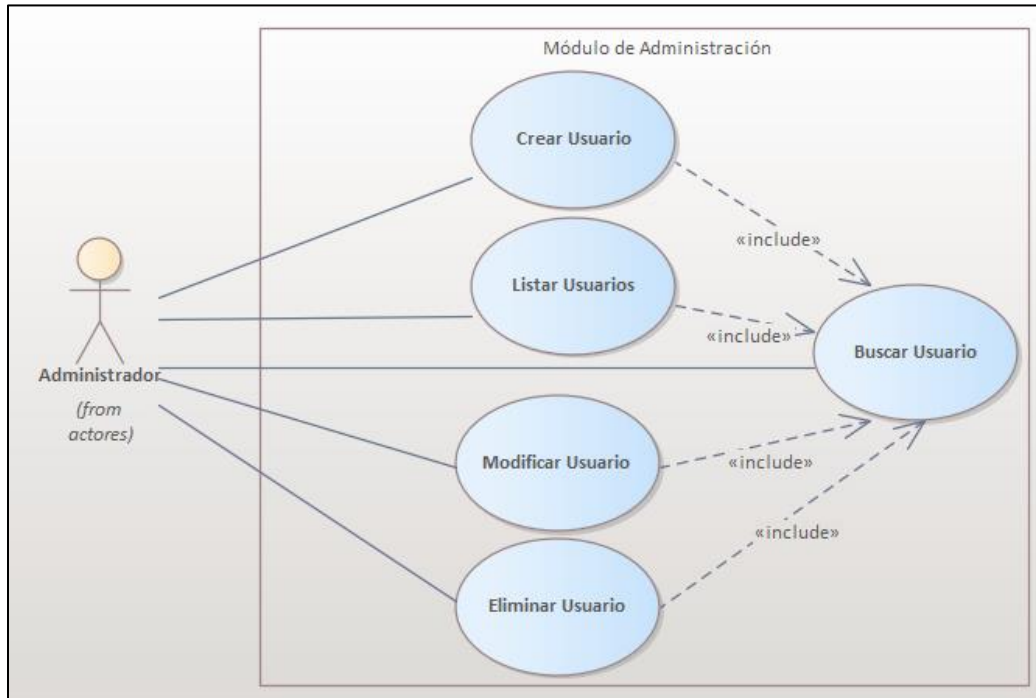 Módulo de Administración
Crear Usuario
«include»
Listar Usuarios
«include»
Buscar Usuario
Administrador
(from
actores)
Modificar Usuario
«include»
«include»
Eliminar Usuario